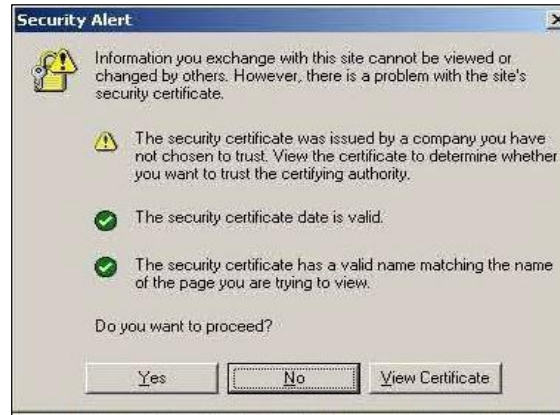 Security Alert
Information you exchange with this site cannot be viewed or
changed by others. However, there is a problem with the site's
security certificate.
The security certificate was issued by a company you have
not chosen to trust. View the certificate to determine whether
you want to trust the certifying authority.
The security certificate date is valid.
The security certificate has a valid name matching the name
of the page you are trying to view.
Do you want to proceed?
Yes No View Certificate